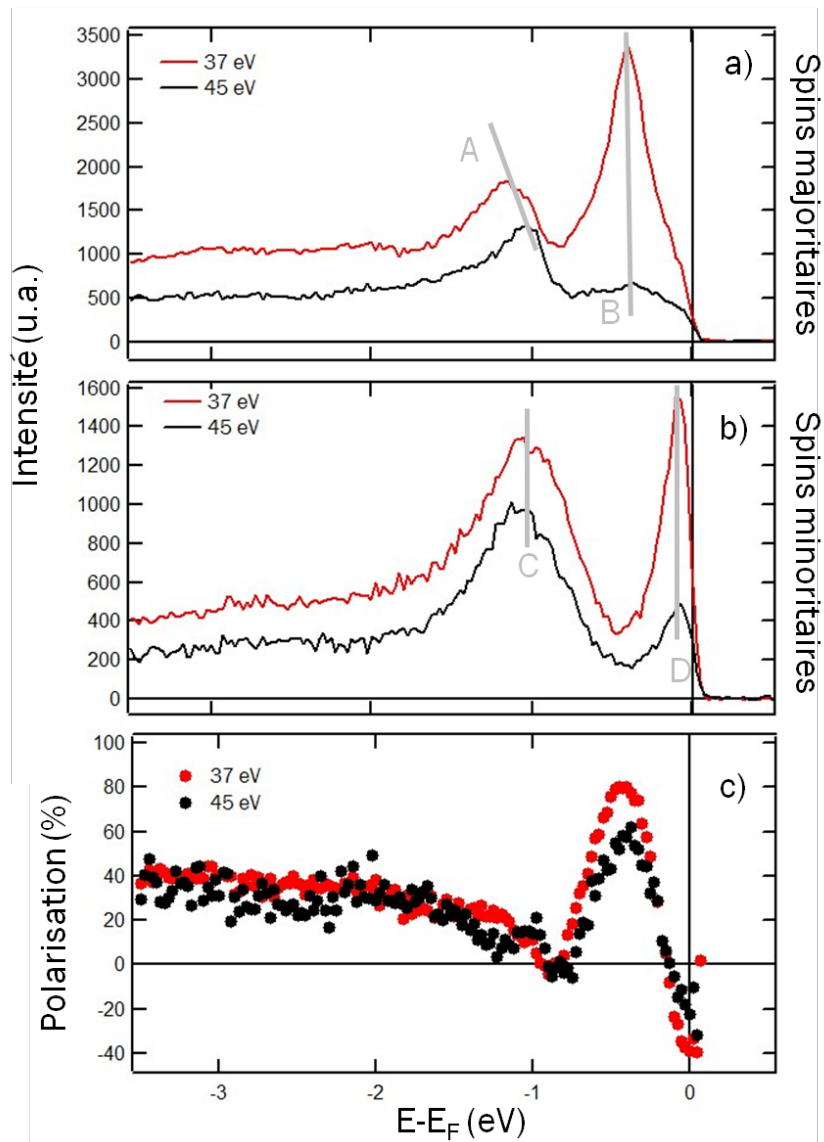 3500
3000
2500
2000
1500
1000
500
0
37 eV
45 eV
a)
A
B
Spins majoritaires
Intensité (u.a.)
1600
1400
1200
1000
800
600
400
200
0
37 eV
45 eV
b)
C
D
Spins minoritaires
100
80
60
40
20
0
-20
-40
37 eV
45 eV
c)
Polarisation (%)
-3 -2 -1 0
E-EF (eV)